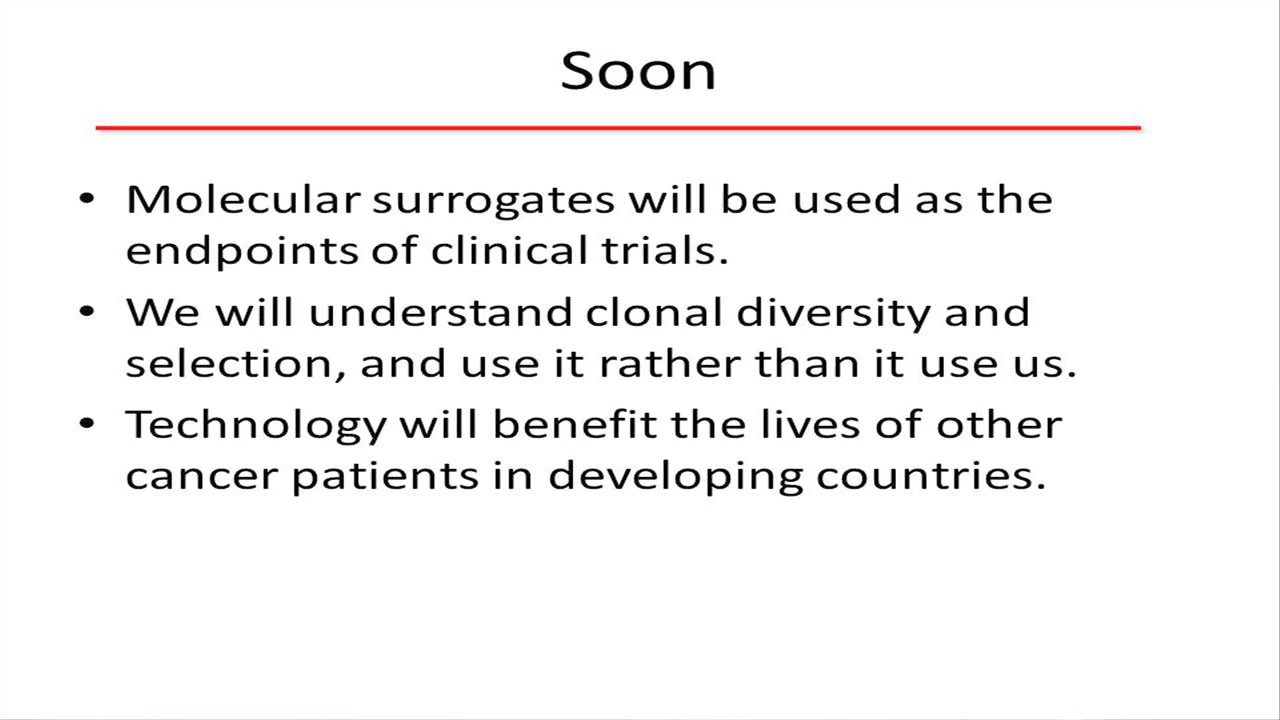 Soon
• Molecular surrogates will be used as the
endpoints of clinical trials.
• We will understand clonal diversity and
selection, and use it rather than it use us.
• Technology will benefit the lives of other
cancer patients in developing countries.